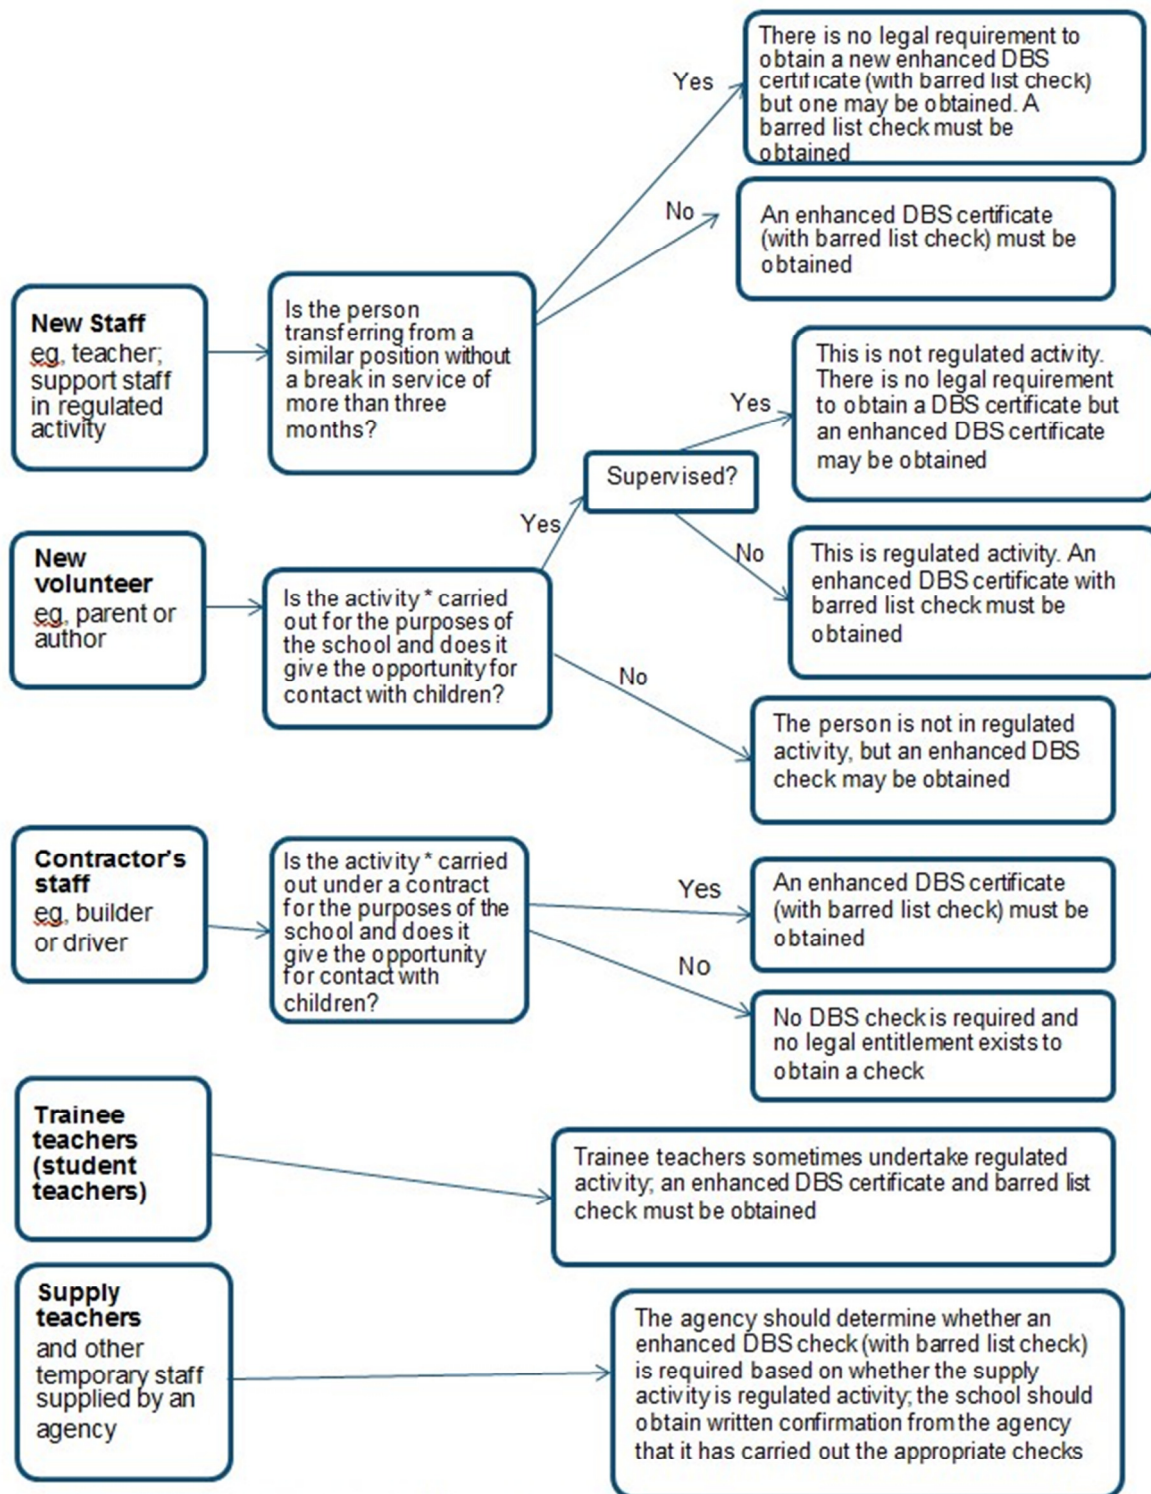 There is no legal requirement to
obtain a new enhanced DBS
certificate (with barred list check)
but one may be obtained. A
barred list check must be
obtained
Yes
No
An enhanced DBS certificate
(with barred list check) must be
obtained
New Staff
eg, teacher;
support staff
in regulated
activity
Is the person
transferring from a
similar position without
a break in service of
more than three
months?
This is not regulated activity.
There is no legal requirement
to obtain a DBS certificate but
an enhanced DBS certificate
may be obtained
Yes
Supervised?
Yes
No
This is regulated activity. An
enhanced DBS certificate with
barred list check must be
obtained
New
volunteer
eg, parent or
author
Is the activity * carried
out for the purposes of
the school and does it
give the opportunity for
contact with children?
No
The person is not in regulated
activity, but an enhanced DBS
check may be obtained
Contractor's
staff
eg, builder
or driver
Is the activity * carried
out under a contract
for the purposes of the
school and does it
give the opportunity
for contact with
children?
Yes
An enhanced DBS certificate
(with barred list check) must be
obtained
No
No DBS check is required and
no legal entitlement exists to
obtain a check
Trainee
teachers
(student
teachers)
Trainee teachers sometimes undertake regulated
activity; an enhanced DBS certificate and barred list
check must be obtained
Supply
teachers
and other
temporary staff
supplied by an
agency
The agency should determine whether an
enhanced DBS check (with barred list check)
is required based on whether the supply
activity is regulated activity; the school should
obtain written confirmation from the agency
that it has carried out the appropriate checks